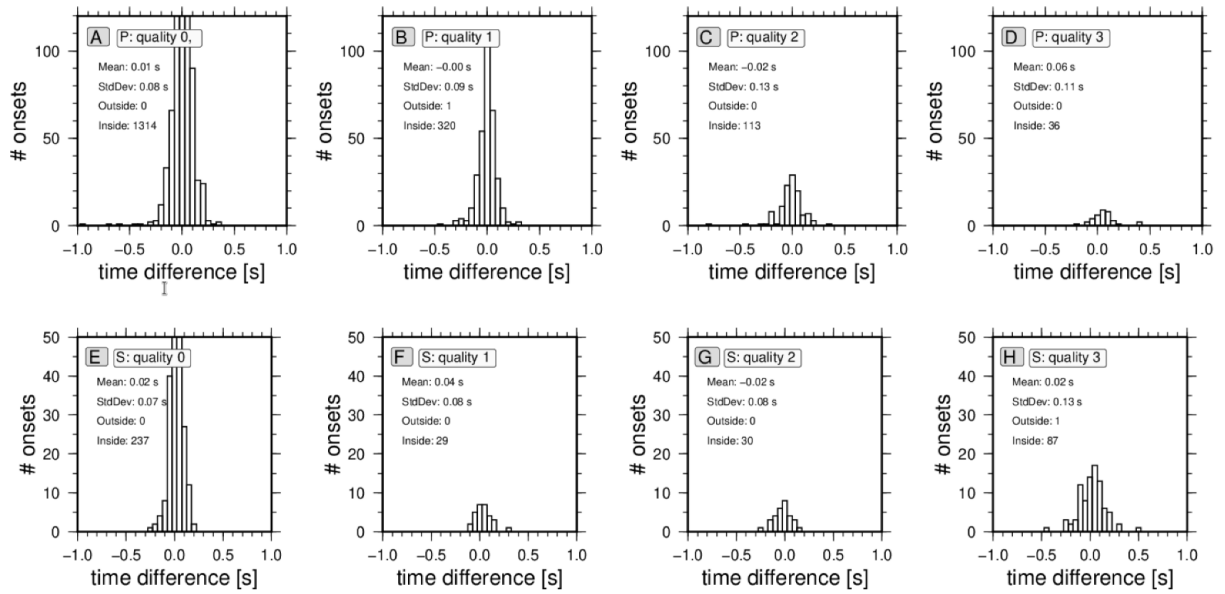 A P: quality 0,
Mean: 0.01 s
StdDev: 0.08 s
Outside: 0
Inside: 1314
# onsets
100
50
0
−1.0 −0.5 0.0 0.5 1.0
time difference [s]
B P: quality 1
Mean: −0.00 s
StdDev: 0.09 s
Outside: 1
Inside: 320
# onsets
100
50
0
−1.0 −0.5 0.0 0.5 1.0
time difference [s]
C P: quality 2
Mean: −0.02 s
StdDev: 0.13 s
Outside: 0
Inside: 113
# onsets
100
50
0
−1.0 −0.5 0.0 0.5 1.0
time difference [s]
D P: quality 3
Mean: 0.06 s
StdDev: 0.11 s
Outside: 0
Inside: 36
# onsets
100
50
0
−1.0 −0.5 0.0 0.5 1.0
time difference [s]
E S: quality 0
Mean: 0.02 s
StdDev: 0.07 s
Outside: 0
Inside: 237
# onsets
50
40
30
20
10
0
−1.0 −0.5 0.0 0.5 1.0
time difference [s]
F S: quality 1
Mean: 0.04 s
StdDev: 0.08 s
Outside: 0
Inside: 29
# onsets
50
40
30
20
10
0
−1.0 −0.5 0.0 0.5 1.0
time difference [s]
G S: quality 2
Mean: −0.02 s
StdDev: 0.08 s
Outside: 0
Inside: 30
# onsets
50
40
30
20
10
0
−1.0 −0.5 0.0 0.5 1.0
time difference [s]
H S: quality 3
Mean: 0.02 s
StdDev: 0.13 s
Outside: 1
Inside: 87
# onsets
50
40
30
20
10
0
−1.0 −0.5 0.0 0.5 1.0
time difference [s]